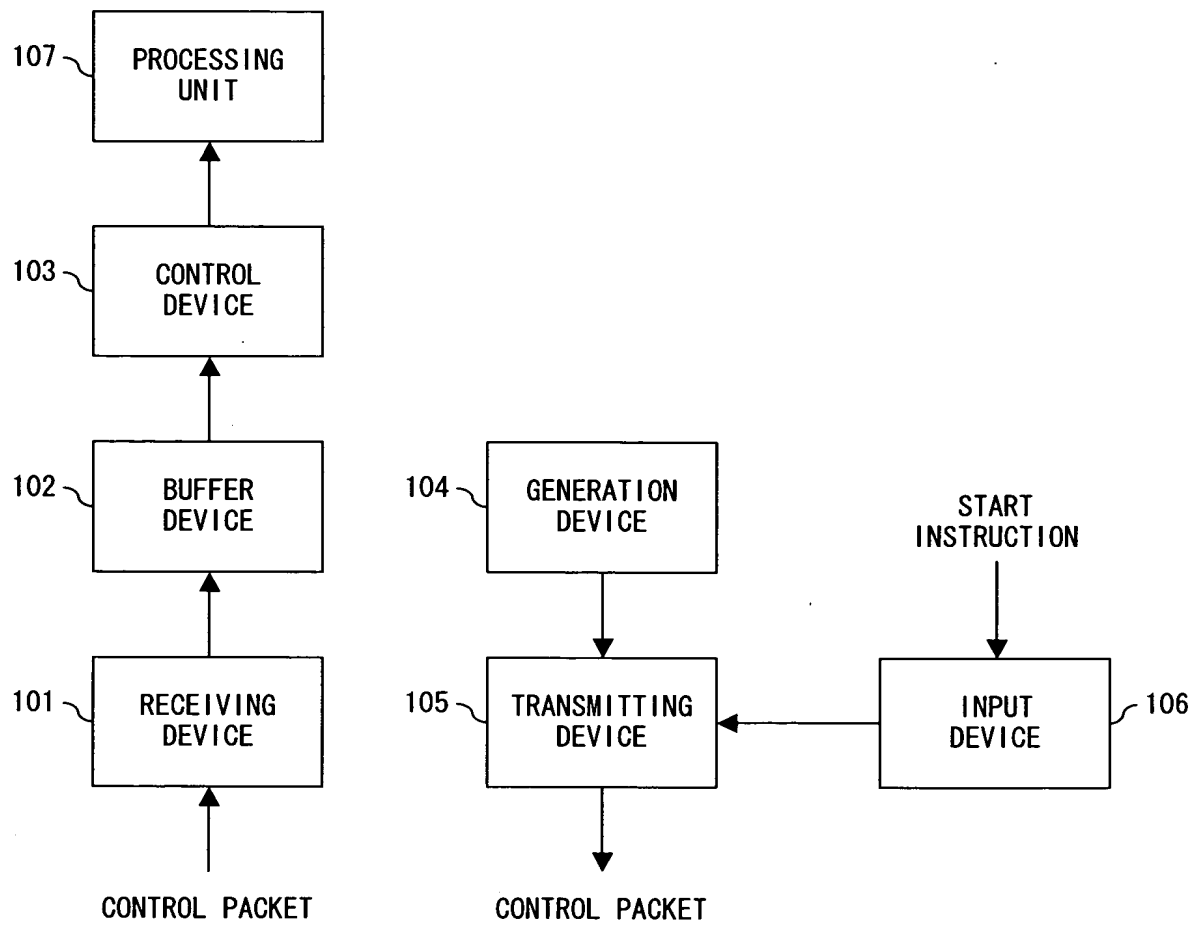 107
PROCESSING
UNIT
103
CONTROL
DEVICE
102
BUFFER
DEVICE
104
GENERATION
DEVICE
START
INSTRUCTION
101
RECEIVING
DEVICE
105
TRANSMITTING
DEVICE
INPUT
DEVICE
106
CONTROL PACKET
CONTROL PACKET